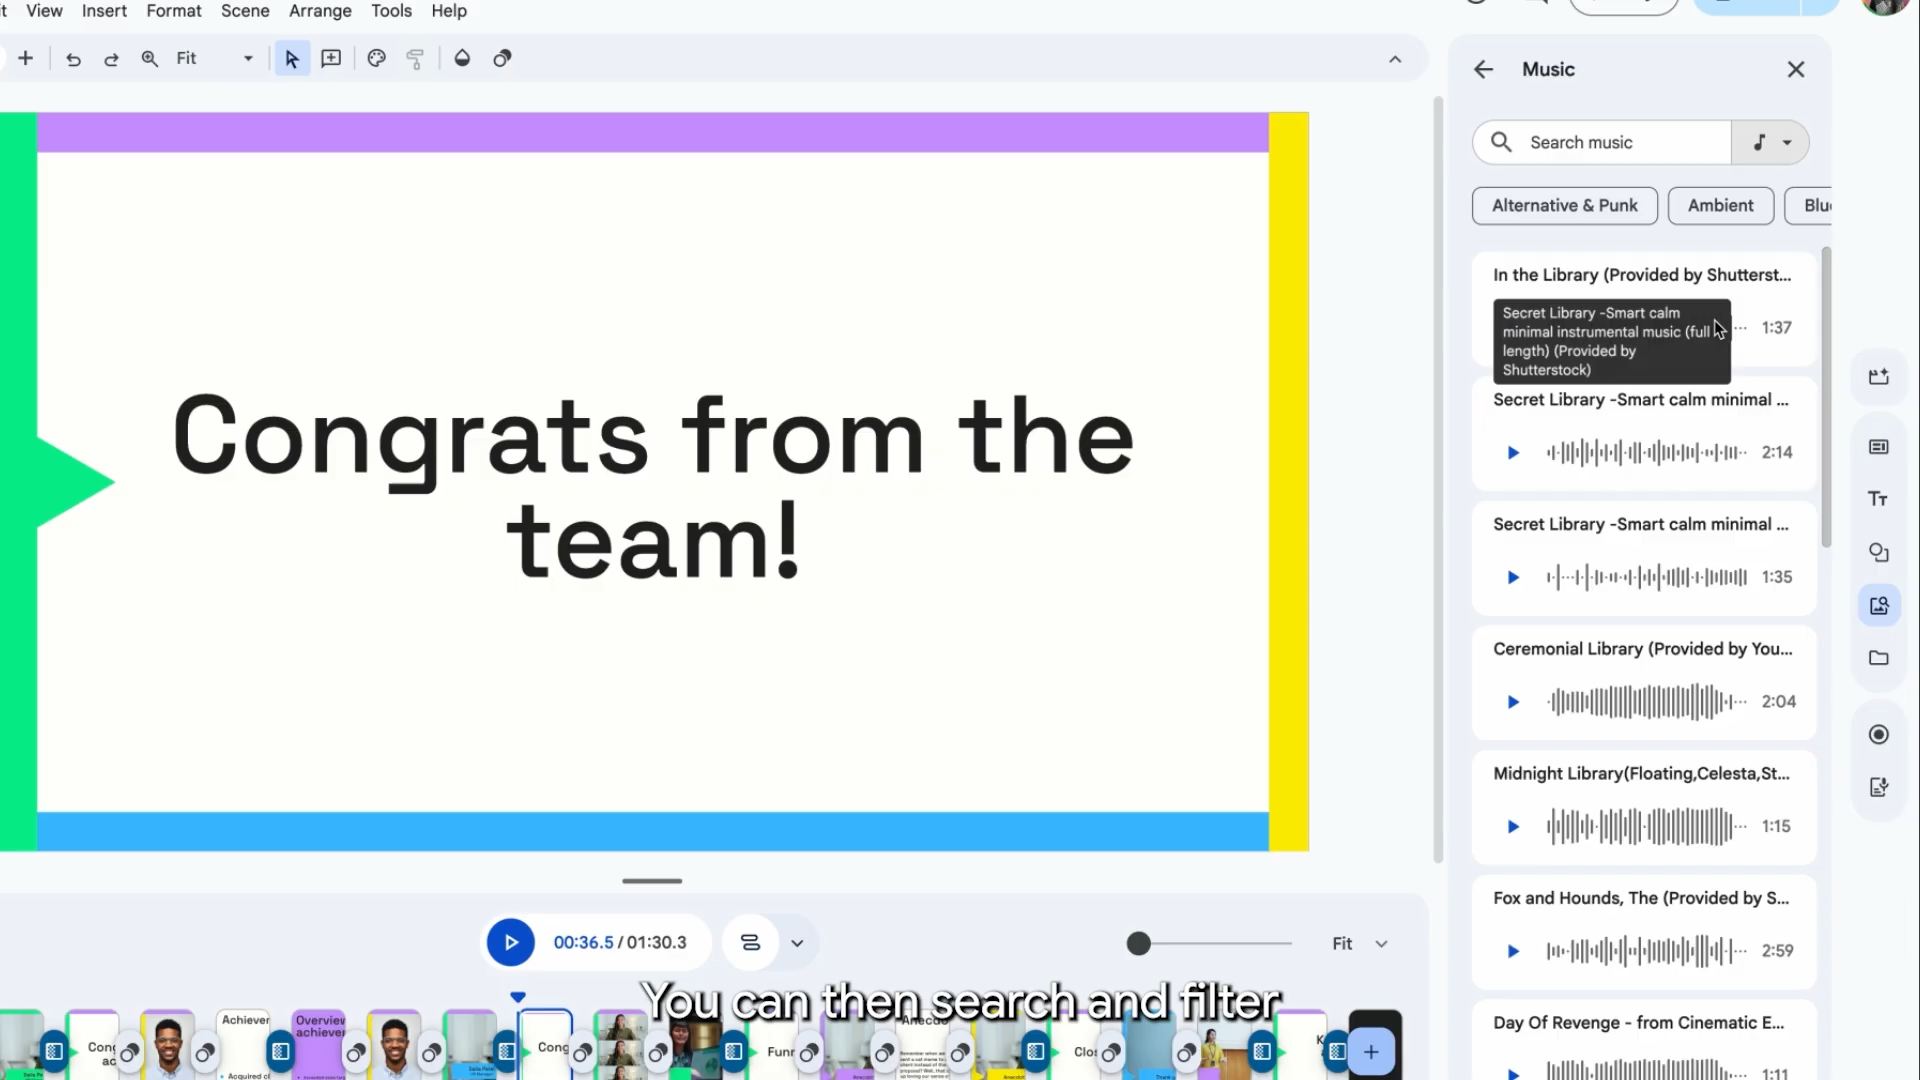 View Insert Format Scene Arrange Tools Help
Fit
Music
Search music
Alternative & Punk
Ambient
In the Library (Provided by Shutterst...
Secret Library -Smart calm
minimal instrumental music (full
length) (Provided by
Shutterstock)
1:37
Secret Library -Smart calm minimal ...
2:14
Secret Library -Smart calm minimal ...
1:35
Ceremonial Library (Provided by You...
2:04
Midnight Library(Floating,Celesta,St...
1:15
Fox and Hounds, The (Provided by S...
2:59
Day Of Revenge - from Cinematic E...
1:11
Congrats from the
team!
00:36.5 / 01:30.3
Fit
You can then search and filter
Achiever
Overview
achiever
Acquired
Cong